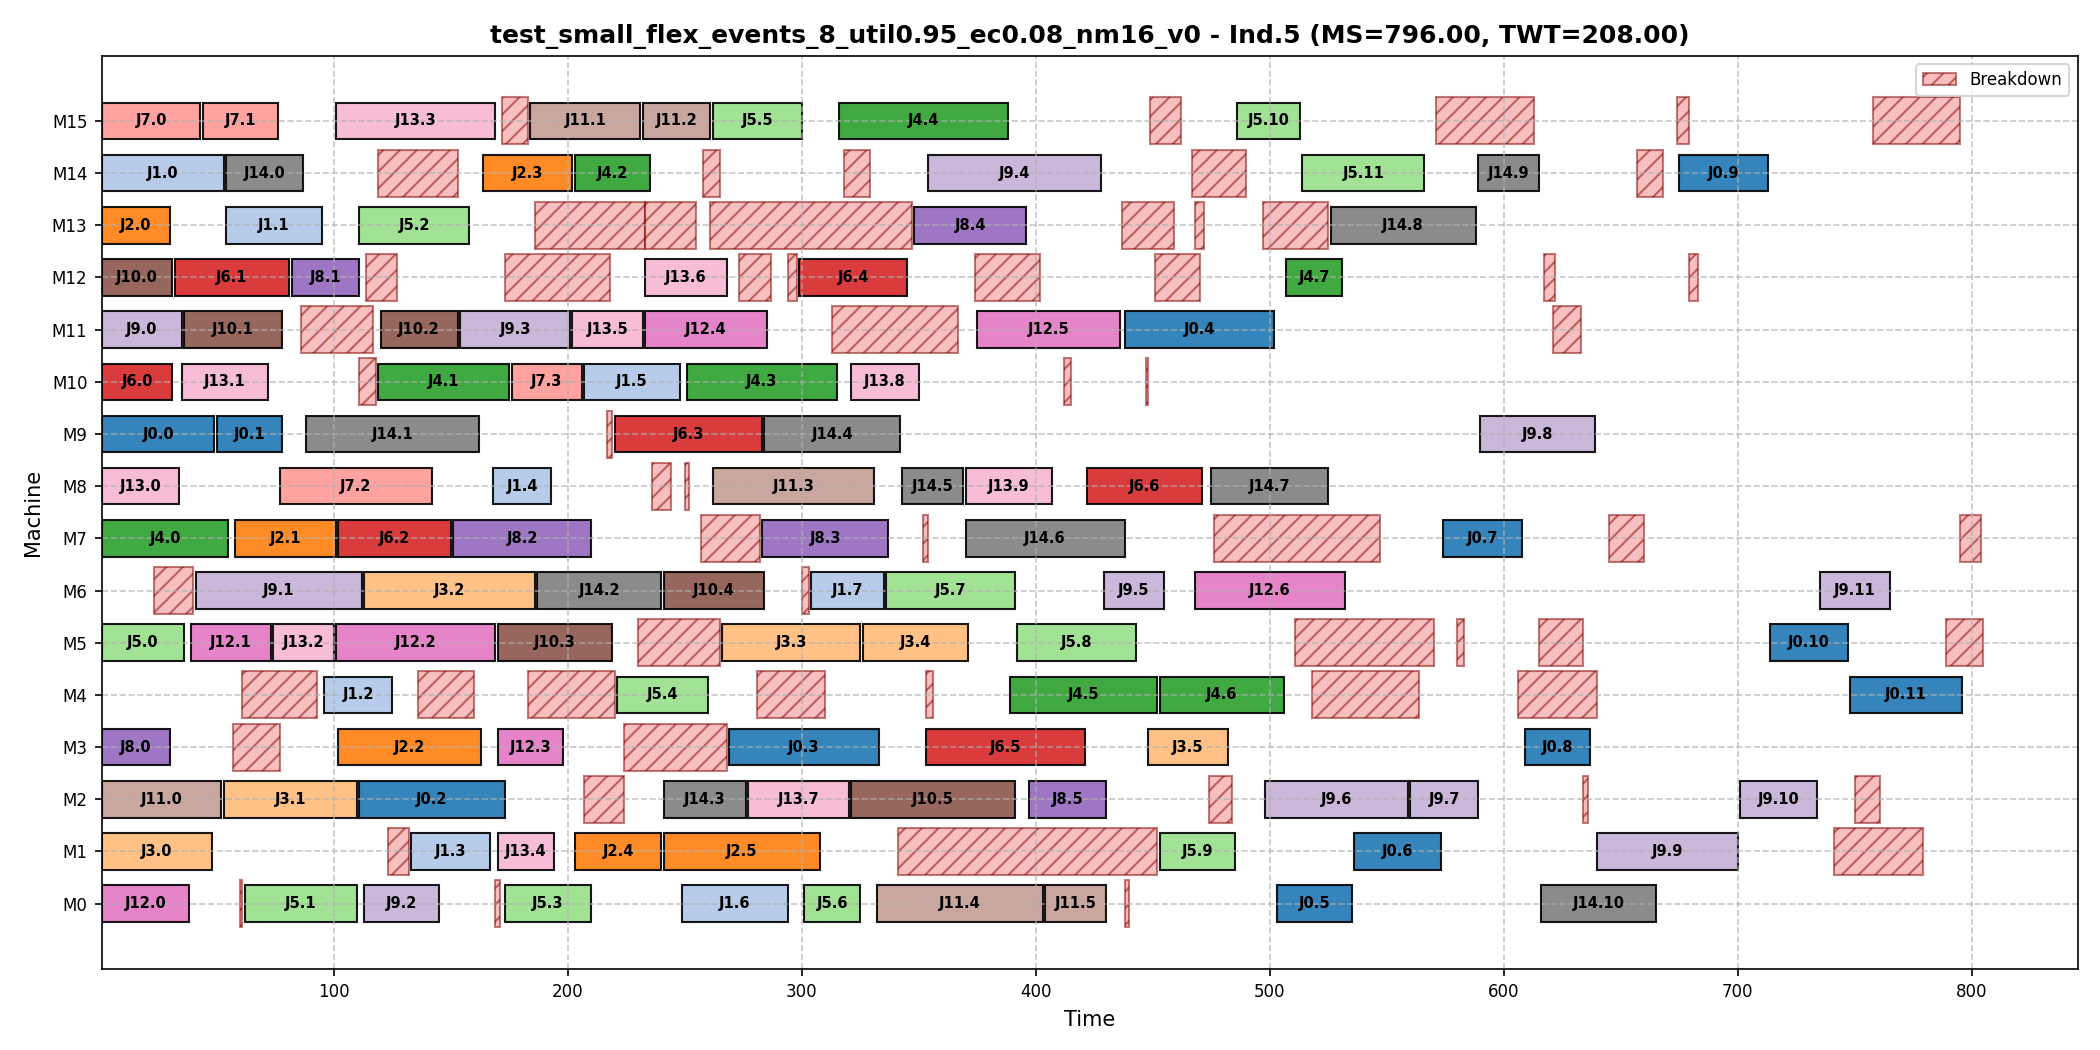 test_small_flex_events_8_util0.95_ec0.08_nm16_v0 - Ind.5 (MS=796.00, TWT=208.00)
Breakdown
M15 J7.0 J7.1 J13.3 J11.1 J11.2 J5.5 J4.4 J5.10
M14 J1.0 J14.0 J2.3 J4.2 J9.4 J5.11 J14.9 J0.9
M13 J2.0 J1.1 J5.2 J8.4 J14.8
M12 J10.0 J6.1 J8.1 J13.6 J6.4 J4.7
M11 J9.0 J10.1 J10.2 J9.3 J13.5 J12.4 J12.5 J0.4
M10 J6.0 J13.1 J4.1 J7.3 J1.5 J4.3 J13.8
M9 J0.0 J0.1 J14.1 J6.3 J14.4 J9.8
M8 J13.0 J7.2 J1.4 J11.3 J14.5 J13.9 J6.6 J14.7
M7 J4.0 J2.1 J6.2 J8.2 J8.3 J14.6 J0.7
M6 J9.1 J3.2 J14.2 J10.4 J1.7 J5.7 J9.5 J12.6 J9.11
M5 J5.0 J12.1 J13.2 J12.2 J10.3 J3.3 J3.4 J5.8 J0.10
M4 J1.2 J5.4 J4.5 J4.6 J0.11
M3 J8.0 J2.2 J12.3 J0.3 J6.5 J3.5 J0.8
M2 J11.0 J3.1 J0.2 J14.3 J13.7 J10.5 J8.5 J9.6 J9.7 J9.10
M1 J3.0 J1.3 J13.4 J2.4 J2.5 J5.9 J0.6 J9.9
M0 J12.0 J5.1 J9.2 J5.3 J1.6 J5.6 J11.4 J11.5 J0.5 J14.10
Machine
100 200 300 400 500 600 700 800
Time